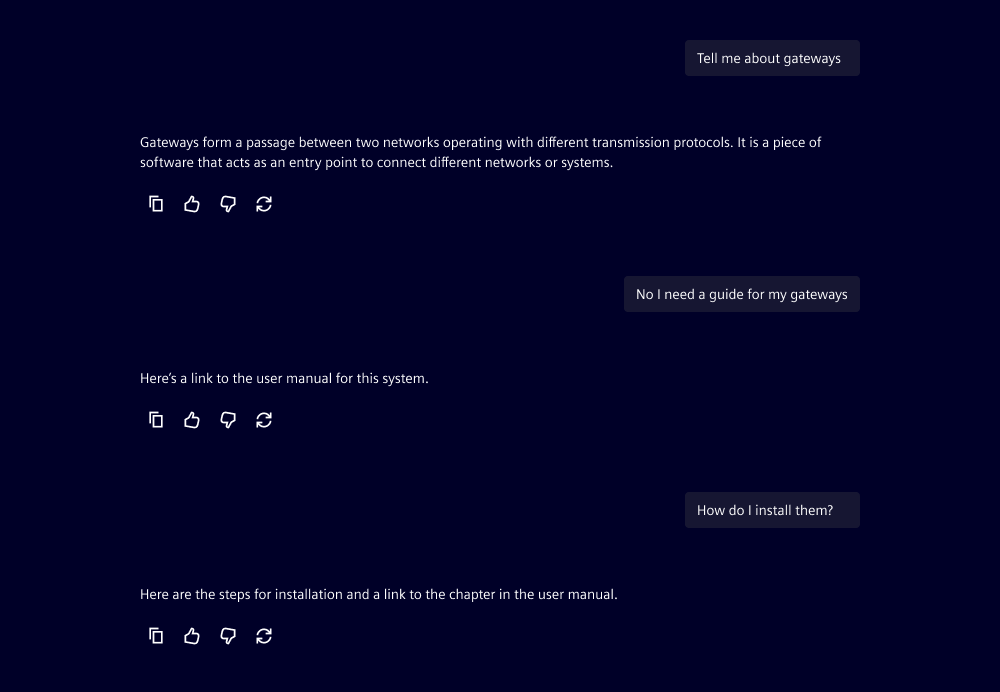 Tell me about gateways
Gateways form a passage between two networks operating with different transmission protocols. It is a piece of
software that acts as an entry point to connect different networks or systems.
No I need a guide for my gateways
Here’s a link to the user manual for this system.
How do I install them?
Here are the steps for installation and a link to the chapter in the user manual.